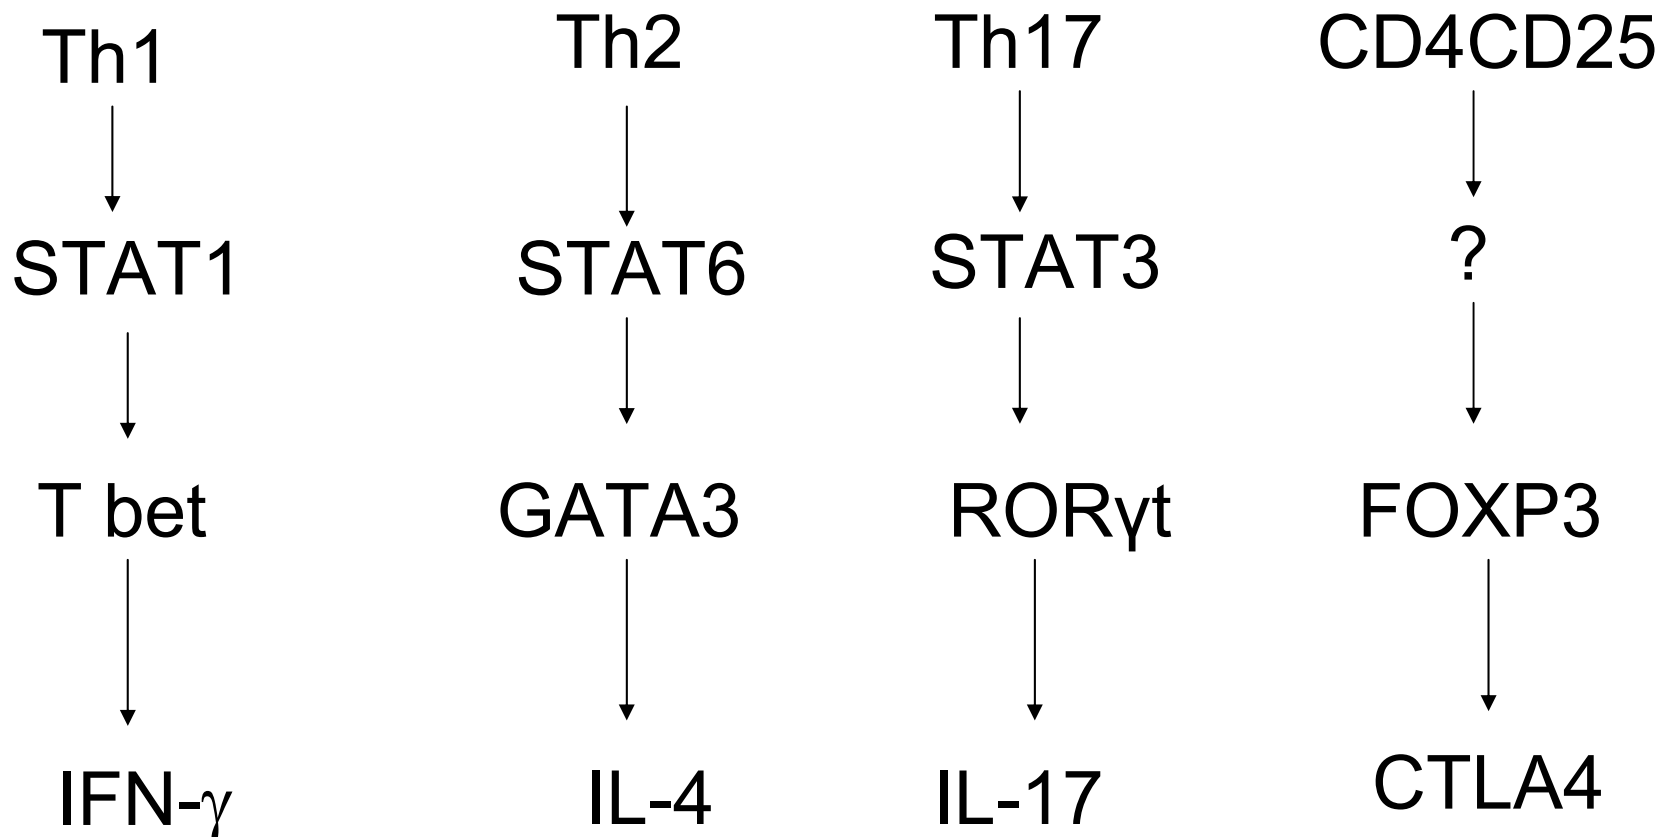 Th1 Th2 Th17 CD4CD25
STAT1 STAT6 STAT3 ?
T bet GATA3 RORγt FOXP3
IFN-γ IL-4 IL-17 CTLA4